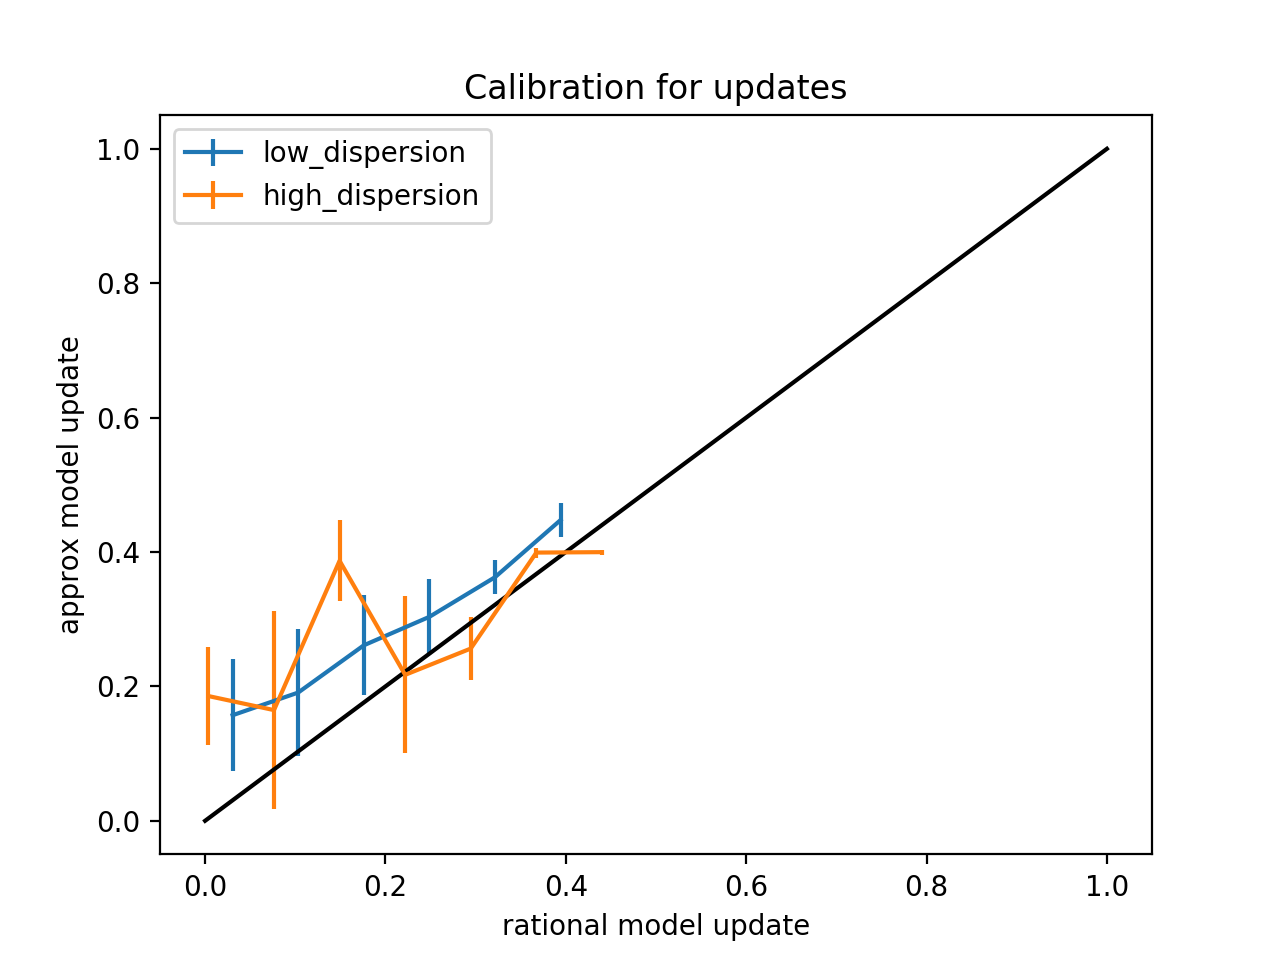 Calibration for updates
low_dispersion
high_dispersion
1.0
0.8
0.6
0.4
0.2
0.0
approx model update
0.0 0.2 0.4 0.6 0.8 1.0
rational model update